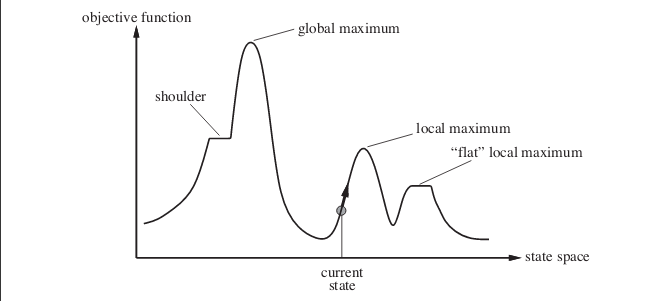 objective function
global maximum
shoulder
local maximum
“flat” local maximum
state space
current
state